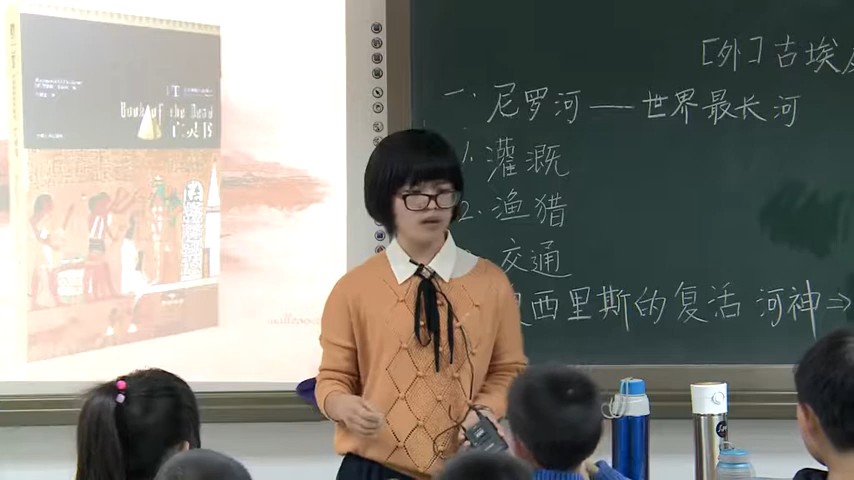 Book of the Dead
亡灵书
[外]古埃及
一.尼罗河——世界最长河
1.灌溉
2.渔猎
交通
西里斯的复活 河神⇒